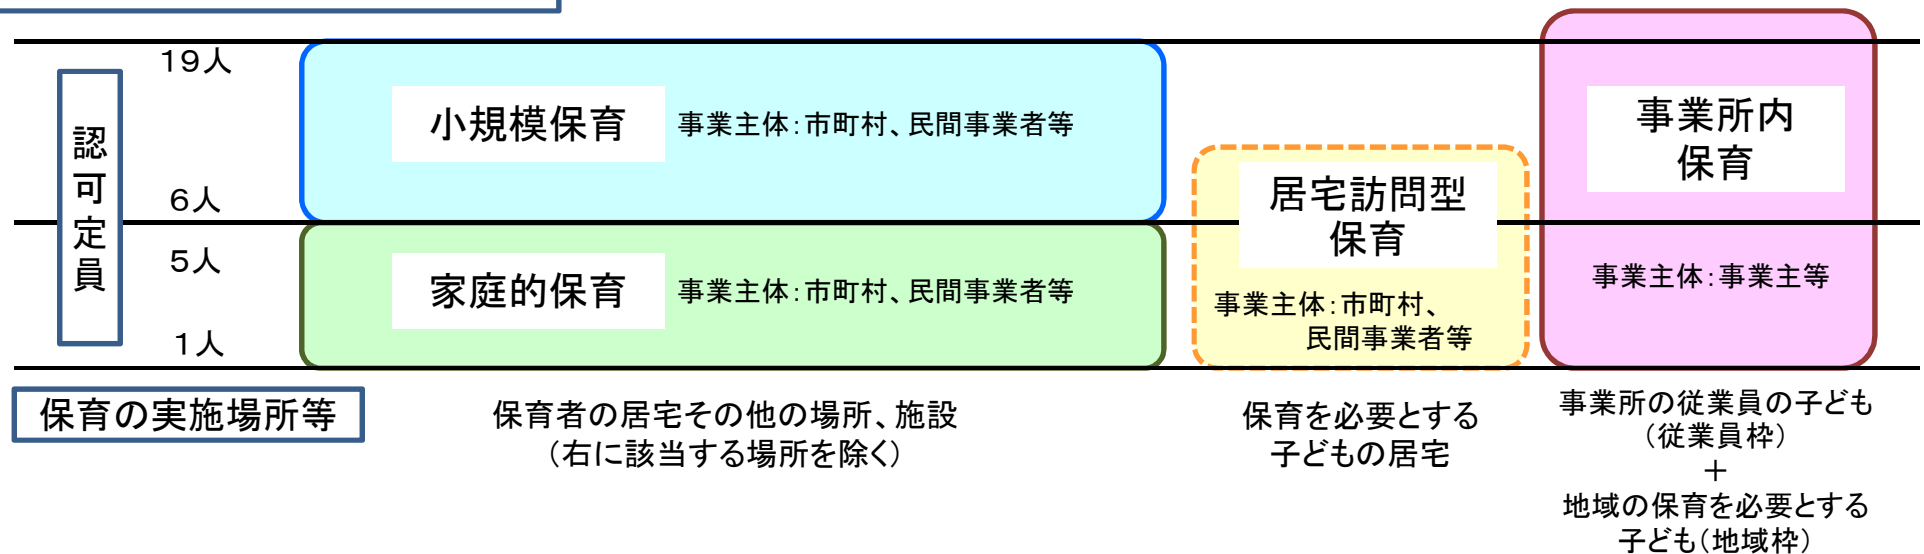 認可定員
19人
6人
5人
1人
小規模保育
事業主体：市町村、民間事業者等
家庭的保育
事業主体：市町村、民間事業者等
居宅訪問型
保育
事業主体：市町村、
民間事業者等
事業所内
保育
事業主体：事業主等
保育の実施場所等
保育者の居宅その他の場所、施設
（右に該当する場所を除く）
保育を必要とする
子どもの居宅
事業所の従業員の子ども
（従業員枠）
＋
地域の保育を必要とする
子ども（地域枠）